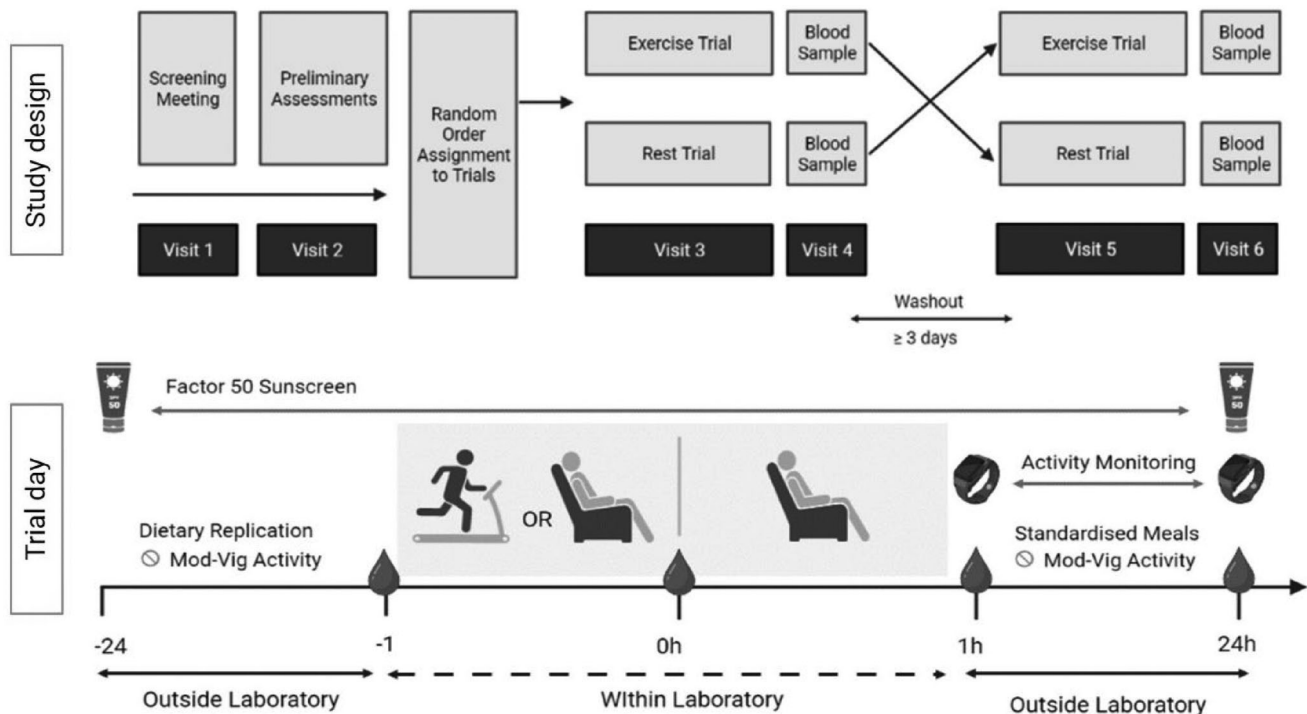 Study design
Screening
Meeting
Preliminary
Assessments
Random
Order
Assignment
to Trials
Exercise Trial
Blood
Sample
Rest Trial
Blood
Sample
Exercise Trial
Blood
Sample
Rest Trial
Blood
Sample
Visit 1
Visit 2
Visit 3
Visit 4
Visit 5
Visit 6
Washout
≥ 3 days
Trial day
50
Factor 50 Sunscreen
50
OR
Activity Monitoring
Dietary Replication
Mod-Vig Activity
Standardised Meals
Mod-Vig Activity
-24
-1
0h
1h
24h
Outside Laboratory
WIthin Laboratory
Outside Laboratory